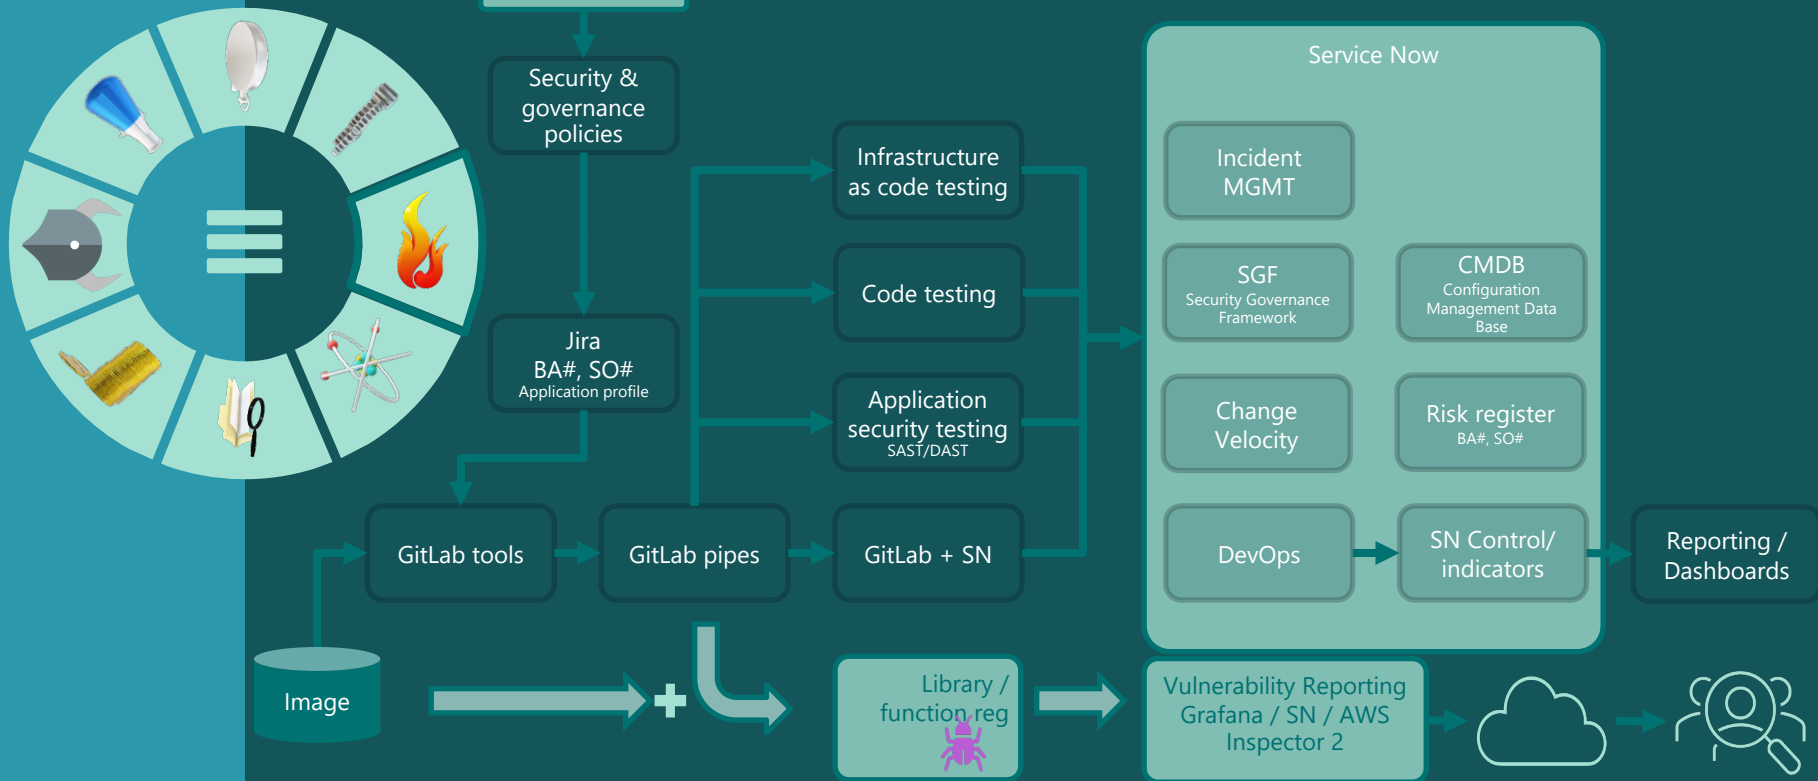 Service Now
Security &
governance
policies
Infrastructure
as code testing
Incident
MGMT
Code testing
SGF
Security Governance
Framework
CMDB
Configuration
Management Data
Base
Jira
BA#, SO#
Application profile
Application
security testing
SAST/DAST
Change
Velocity
Risk register
BA#, SO#
GitLab tools
GitLab pipes
GitLab + SN
DevOps
SN Control/
indicators
Reporting /
Dashboards
Image
Library /
function reg
Vulnerability Reporting
Grafana / SN / AWS
Inspector 2